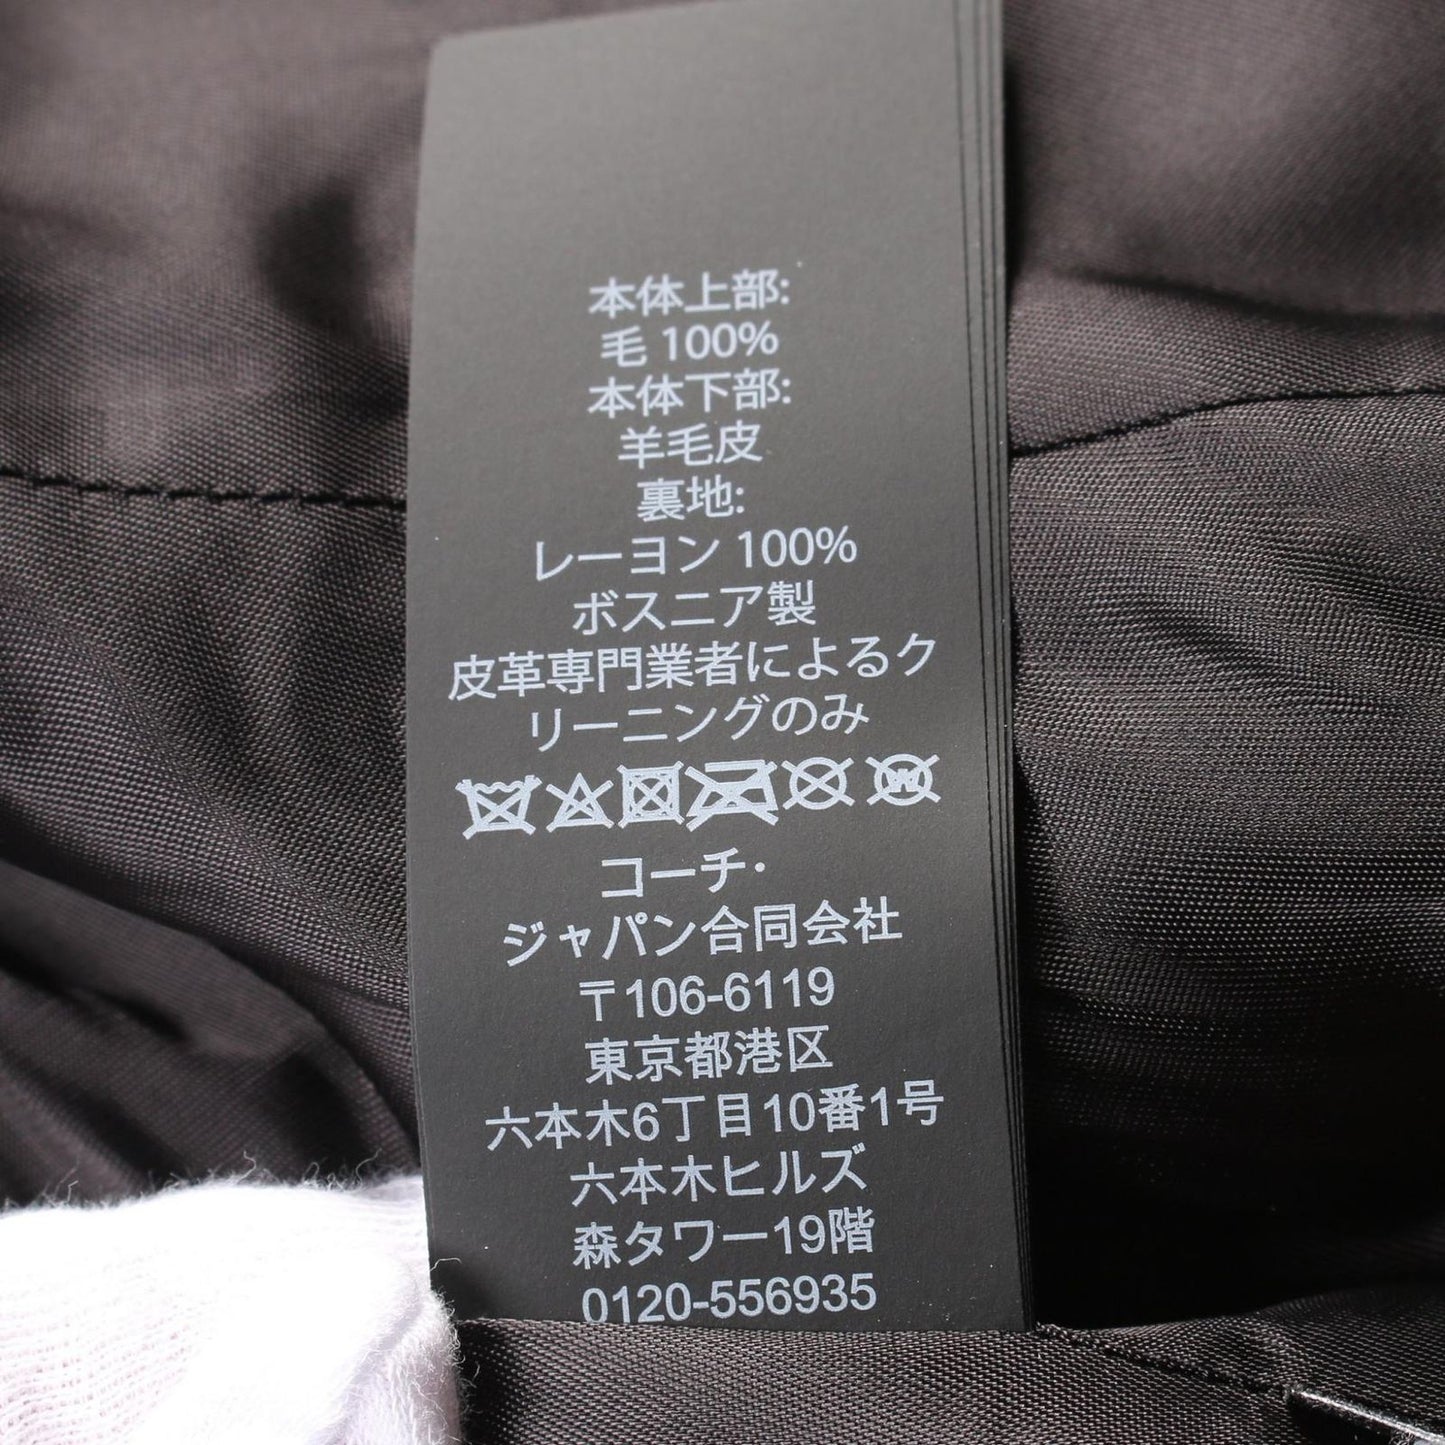 本体上部:
毛 100%
本体下部:
羊毛皮
裏地:
レーヨン 100%
ボスニア製
皮革専門業者によるク
リーニングのみ
W
コーチ・
ジャパン合同会社
〒106-6119
東京都港区
六本木6丁目10番1号
六本木ヒルズ
森タワー19階
0120-556935